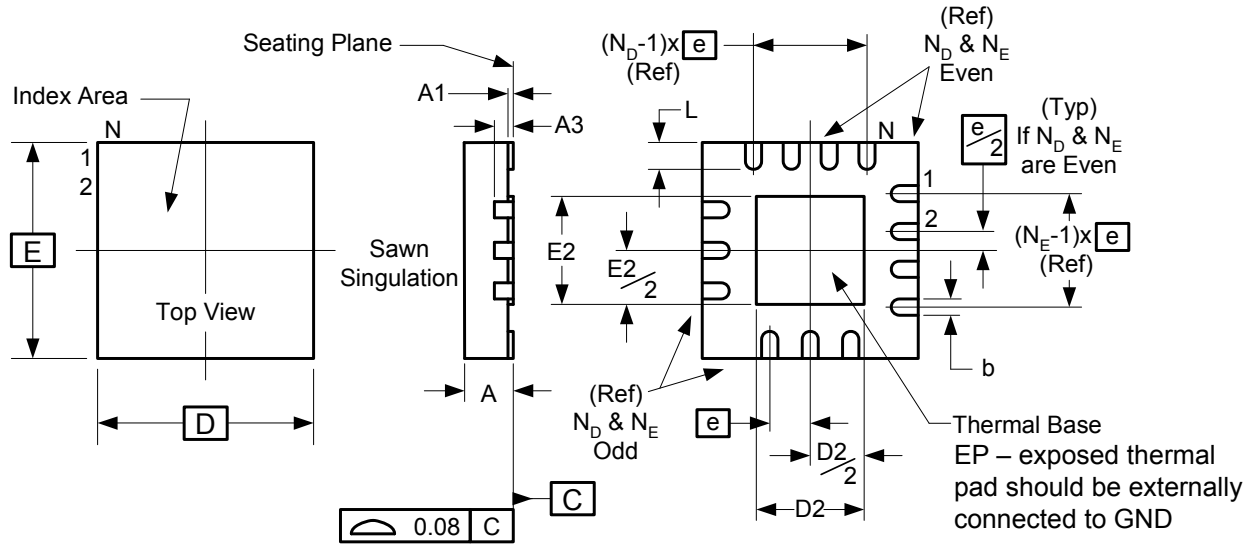 Seating Plane
Index Area
N
1
2
E
Top View
D
A1
A3
Sawn
Singulation
A
C
0.08 C
(N_D-1)x e
(Ref)
(Ref)
N_D & N_E
Even
L
N
e/2
(Typ)
If N_D & N_E
are Even
1
2
(N_E-1)x e
(Ref)
E2
E2/2
b
(Ref)
N_D & N_E
Odd
e
D2/2
D2
Thermal Base
EP – exposed thermal
pad should be externally
connected to GND